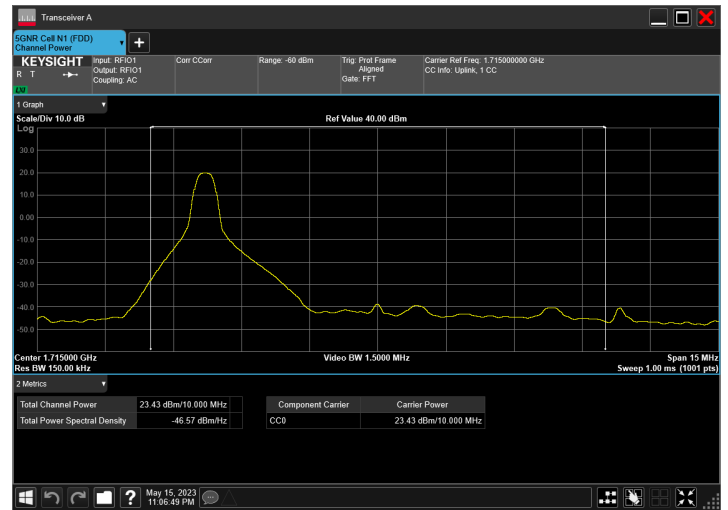 Transceiver A
5GNR Cell N1 (FDD)
Channel Power
KEYSIGHT
R T
LXI
Input: RFIO1
Output: RFIO1
Coupling: AC
Corr CCorr
Range: -60 dBm
Trig: Prot Frame
Aligned
Gate: FFT
Carrier Ref Freq: 1.715000000 GHz
CC Info: Uplink, 1 CC
1 Graph
Scale/Div 10.0 dB
Ref Value 40.00 dBm
Log
30.0
20.0
10.0
0.00
-10.0
-20.0
-30.0
-40.0
-50.0
Center 1.715000 GHz
Video BW 1.5000 MHz
Span 15 MHz
Res BW 150.00 kHz
Sweep 1.00 ms (1001 pts)
2 Metrics
Total Channel Power 23.43 dBm/10.000 MHz
Total Power Spectral Density -46.57 dBm/Hz
Component Carrier Carrier Power
CC0 23.43 dBm/10.000 MHz
?
May 15, 2023
11:06:49 PM